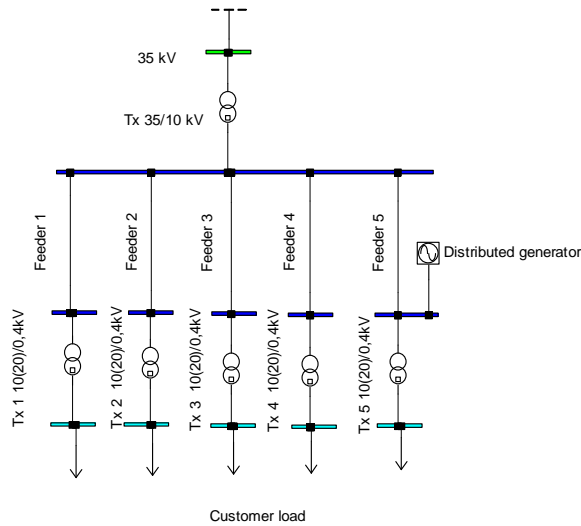 35 kV
Tx 35/10 kV
Feeder 1
Feeder 2
Feeder 3
Feeder 4
Feeder 5
Distributed generator
Tx 1 10(20)/0,4kV
Tx 2 10(20)/0,4kV
Tx 3 10(20)/0,4kV
Tx 4 10(20)/0,4kV
Tx 5 10(20)/0,4kV
Customer load